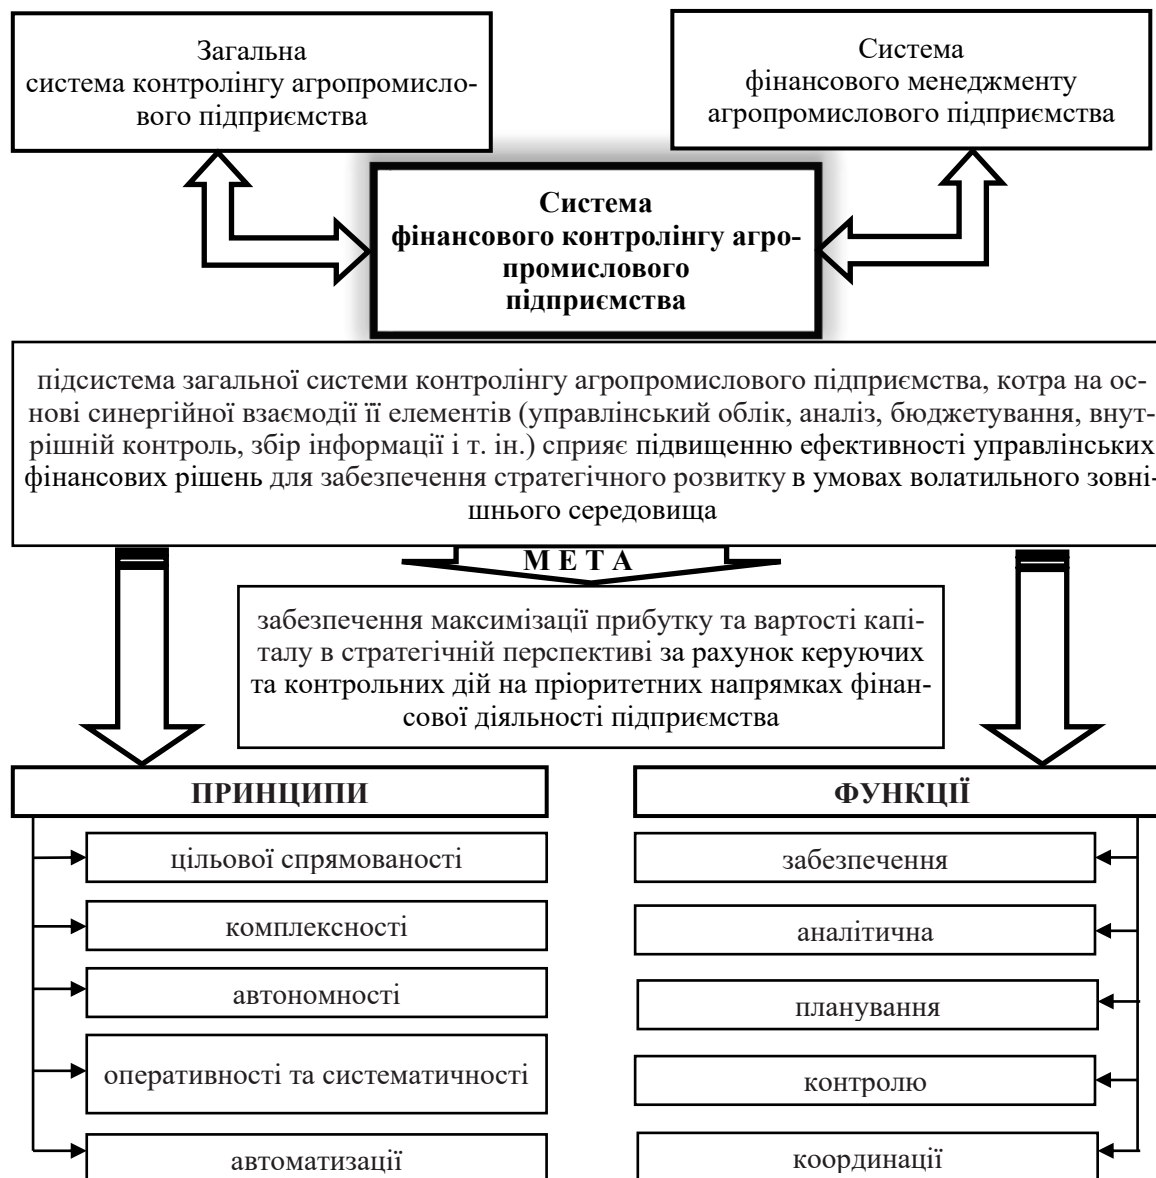 Загальна
система контролінгу агропромисло-
вого підприємства
Система
фінансового менеджменту
агропромислового підприємства
Система
фінансового контролінгу агро-
промислового
підприємства
підсистема загальної системи контролінгу агропромислового підприємства, котра на ос-
нові синергійної взаємодії її елементів (управлінський облік, аналіз, бюджетування, внут-
рішній контроль, збір інформації і т. ін.) сприяє підвищенню ефективності управлінських
фінансових рішень для забезпечення стратегічного розвитку в умовах волатильного зовні-
шнього середовища
М Е Т А
забезпечення максимізації прибутку та вартості капі-
талу в стратегічній перспективі за рахунок керуючих
та контрольних дій на пріоритетних напрямках фінан-
сової діяльності підприємства
ПРИНЦИПИ
цільової спрямованості
комплексності
автономності
оперативності та систематичності
автоматизації
ФУНКЦІЇ
забезпечення
аналітична
планування
контролю
координації